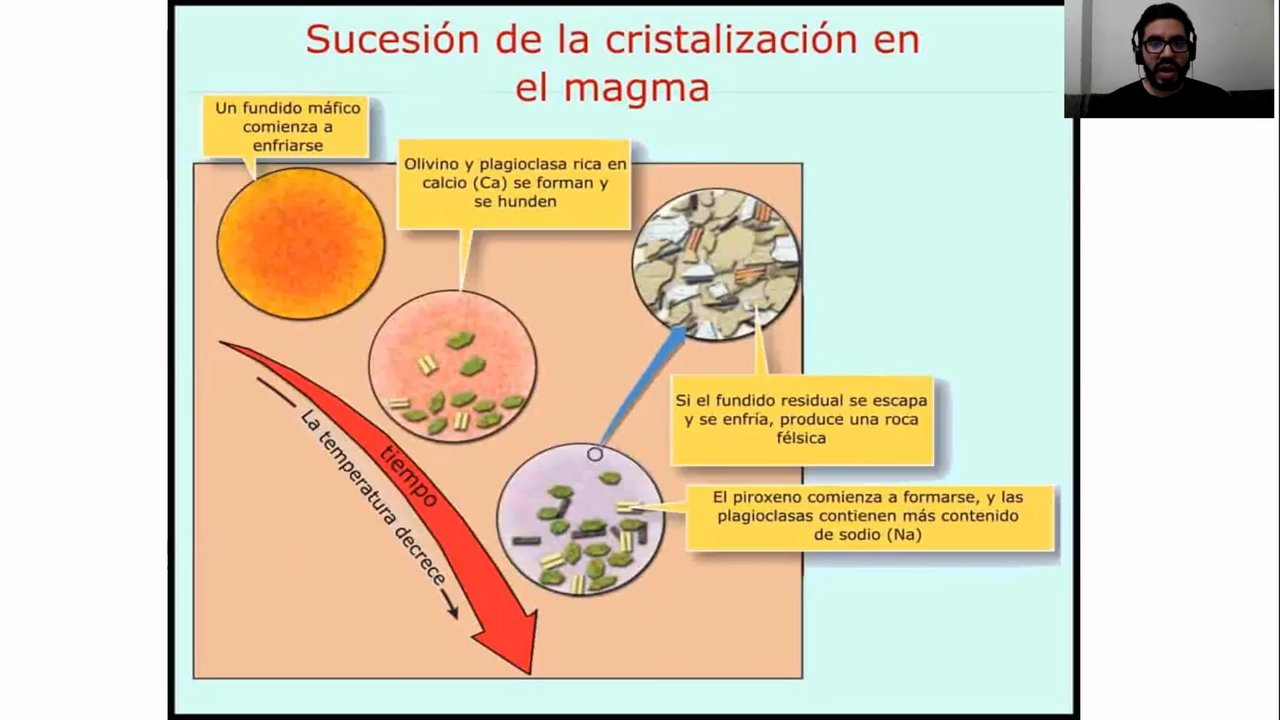 Sucesión de la cristalización en
el magma
Un fundido máfico
comienza a
enfriarse
Olivino y plagioclasa rica en
calcio (Ca) se forman y
se hunden
Si el fundido residual se escapa
y se enfría, produce una roca
félsica
El piroxeno comienza a formarse, y las
plagioclasas contienen más contenido
de sodio (Na)
tiempo
La temperatura decrece